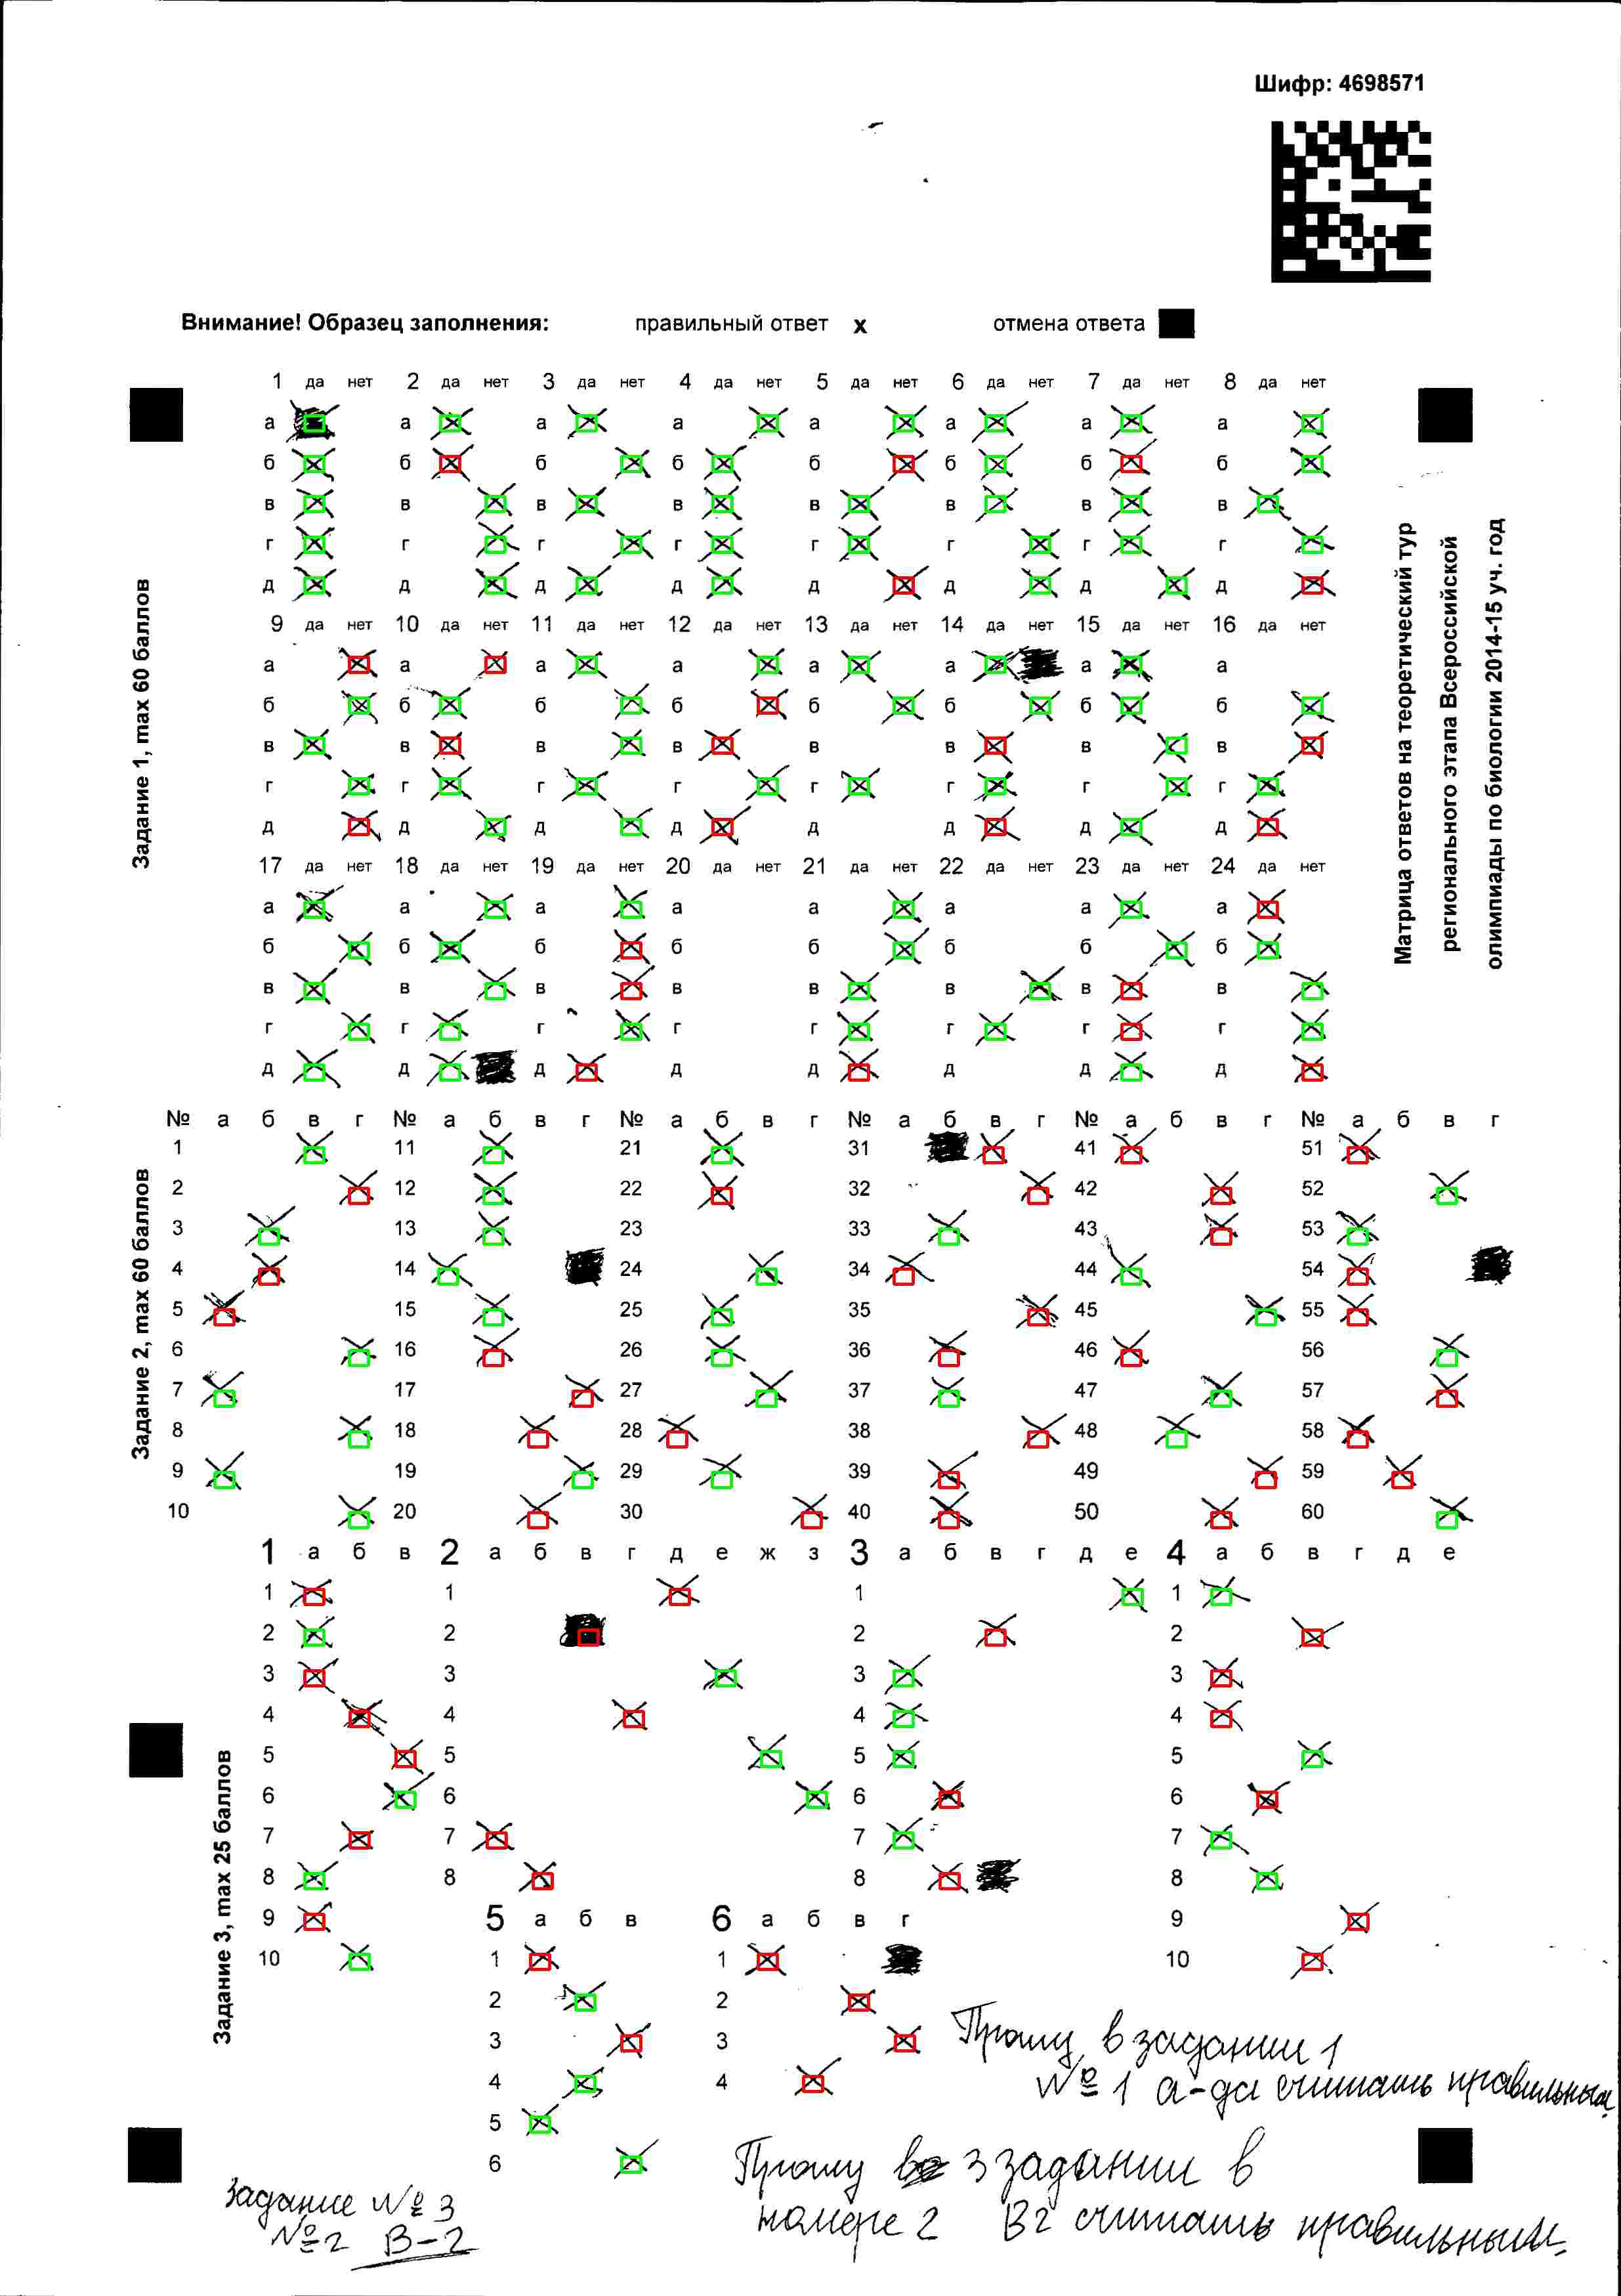 Шифр: 4698571
Внимание! Образец заполнения: правильный ответ x отмена ответа
1 да нет 2 да нет 3 да нет 4 да нет 5 да нет 6 да нет 7 да нет 8 да нет
а а а а а а а а
б б б б б б б б
в в в в в в в в
г г г г г г г г
д д д д д д д д
9 да нет 10 да нет 11 да нет 12 да нет 13 да нет 14 да нет 15 да нет 16 да нет
а а а а а а а а
б б б б б б б б
в в в в в в в в
г г г г г г г г
д д д д д д д д
17 да нет 18 да нет 19 да нет 20 да нет 21 да нет 22 да нет 23 да нет 24 да нет
а а а а а а а а
б б б б б б б б
в в в в в в в в
г г г г г г г г
д д д д д д д д
Задание 1, max 60 баллов
Матрица ответов на теоретический тур
регионального этапа Всероссийской
олимпиады по биологии 2014-15 уч. год
№ а б в г № а б в г № а б в г № а б в г № а б в г № а б в г
1 11 21 31 41 51
2 12 22 32 42 52
3 13 23 33 43 53
4 14 24 34 44 54
5 15 25 35 45 55
6 16 26 36 46 56
7 17 27 37 47 57
8 18 28 38 48 58
9 19 29 39 49 59
10 20 30 40 50 60
Задание 2, max 60 баллов
1 а б в 2 а б в г д е ж з 3 а б в г д е 4 а б в г д е
1 1 1 1
2 2 2 2
3 3 3 3
4 4 4 4
5 5 5 5
6 6 6 6
7 7 7 7
8 8 8 8
9 9
10 10
5 а б в 6 а б в г
1 1
2 2
3 3
4 4
5
6
Задание 3, max 25 баллов
Прошу в задании 1
№ 1 а-да считать правильным.
Прошу в 3 задании в
номере 2 В2 считать правильным.
Задание № 3
№2 В-2